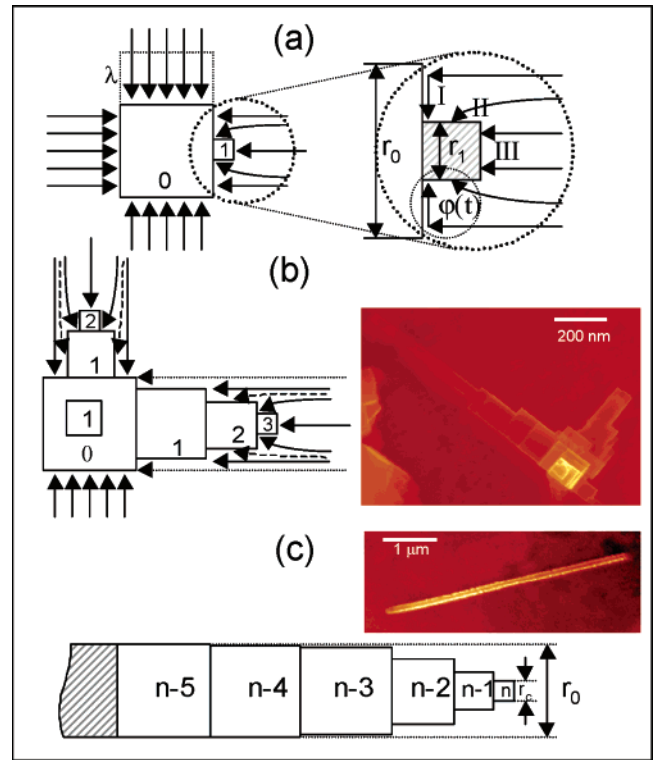 (a)
λ
0
1
r0
I
II
r1
III
φ(t)
(b)
2
1
1
0
1
2
3
200 nm
(c)
1 μm
n-5
n-4
n-3
n-2
n-1
n
rc
r0